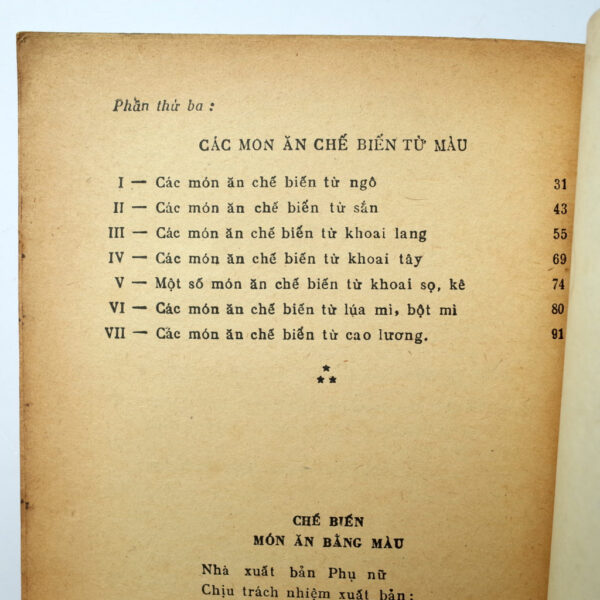 Phần thứ ba :
CÁC MON ĂN CHẾ BIẾN TỪ MÀU
I — Các món ăn chế biến từ ngô 31
II — Các món ăn chế biến từ sắn 43
III — Các món ăn chế biến từ khoai lang 55
IV — Các món ăn chế biến từ khoai tây 69
V — Một số món ăn chế biến từ khoai sọ, kê 74
VI — Các món ăn chế biến từ lúa mì, bột mì 80
VII — Các món ăn chế biến từ cao lương. 91
CHẾ BIẾN
MÓN ĂN BẰNG MÀU
Nhà xuất bản Phụ nữ
Chịu trách nhiệm xuất bản :